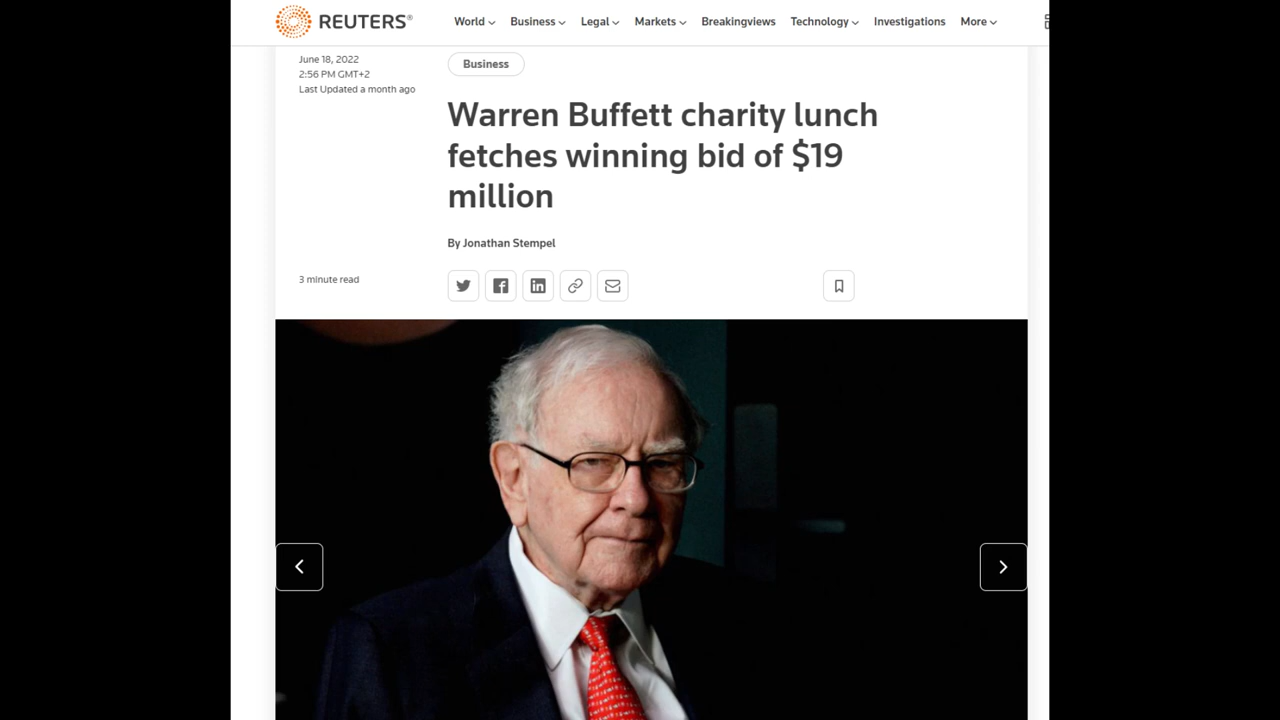 REUTERS®
World Business Legal Markets Breakingviews Technology Investigations More
June 18, 2022
2:56 PM GMT+2
Last Updated a month ago
Business
Warren Buffett charity lunch
fetches winning bid of $19
million
By Jonathan Stempel
3 minute read